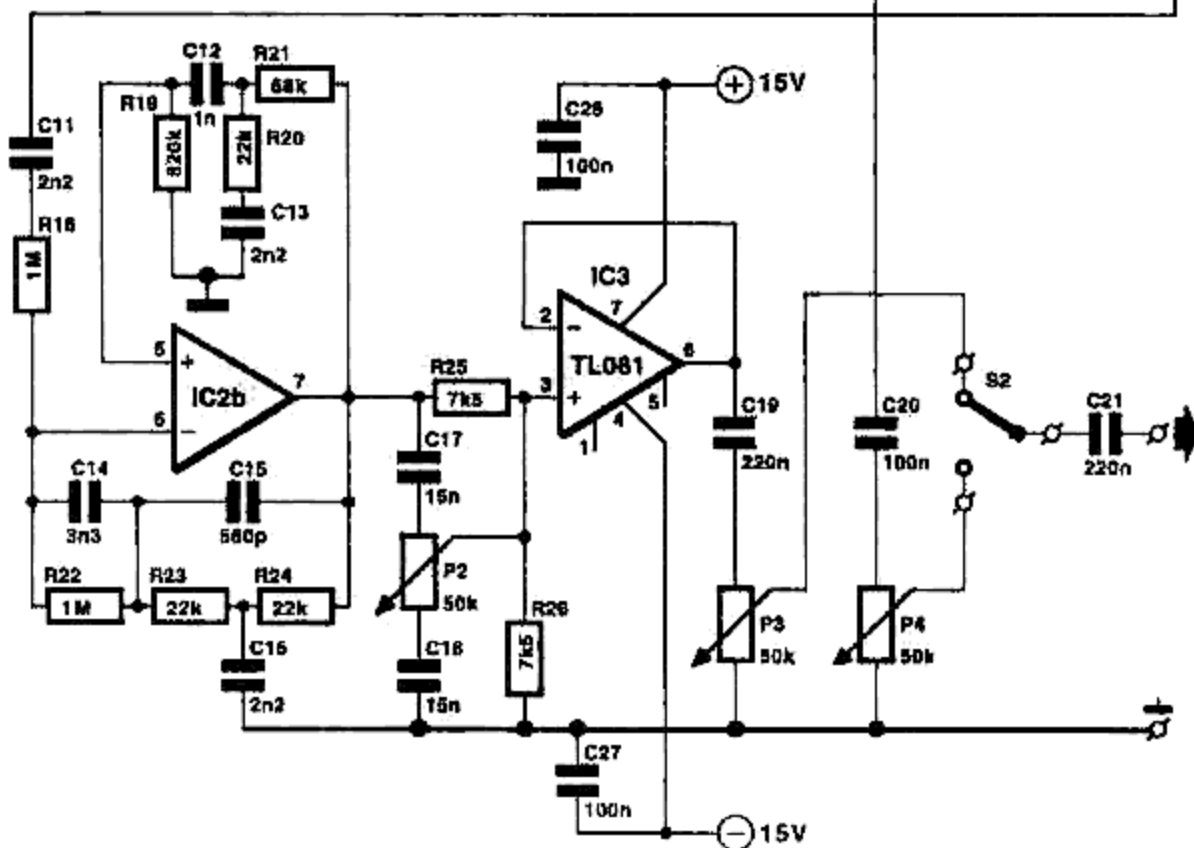 C12
R21
68k
R19
820k
1n
22k
R20
C11
2n2
C13
2n2
1M
C26
100n
+ 15V
IC3
7
2
−
TL081
6
3
+
5
4
1
5
+
IC2b
7
6
−
R25
7k5
C14
3n3
C15
560p
C17
15n
C19
220n
C20
100n
S2
C21
220n
R22
1M
R23
22k
R24
22k
P2
50k
R26
7k5
P3
50k
P4
50k
2n2
C18
15n
C27
100n
− 15V